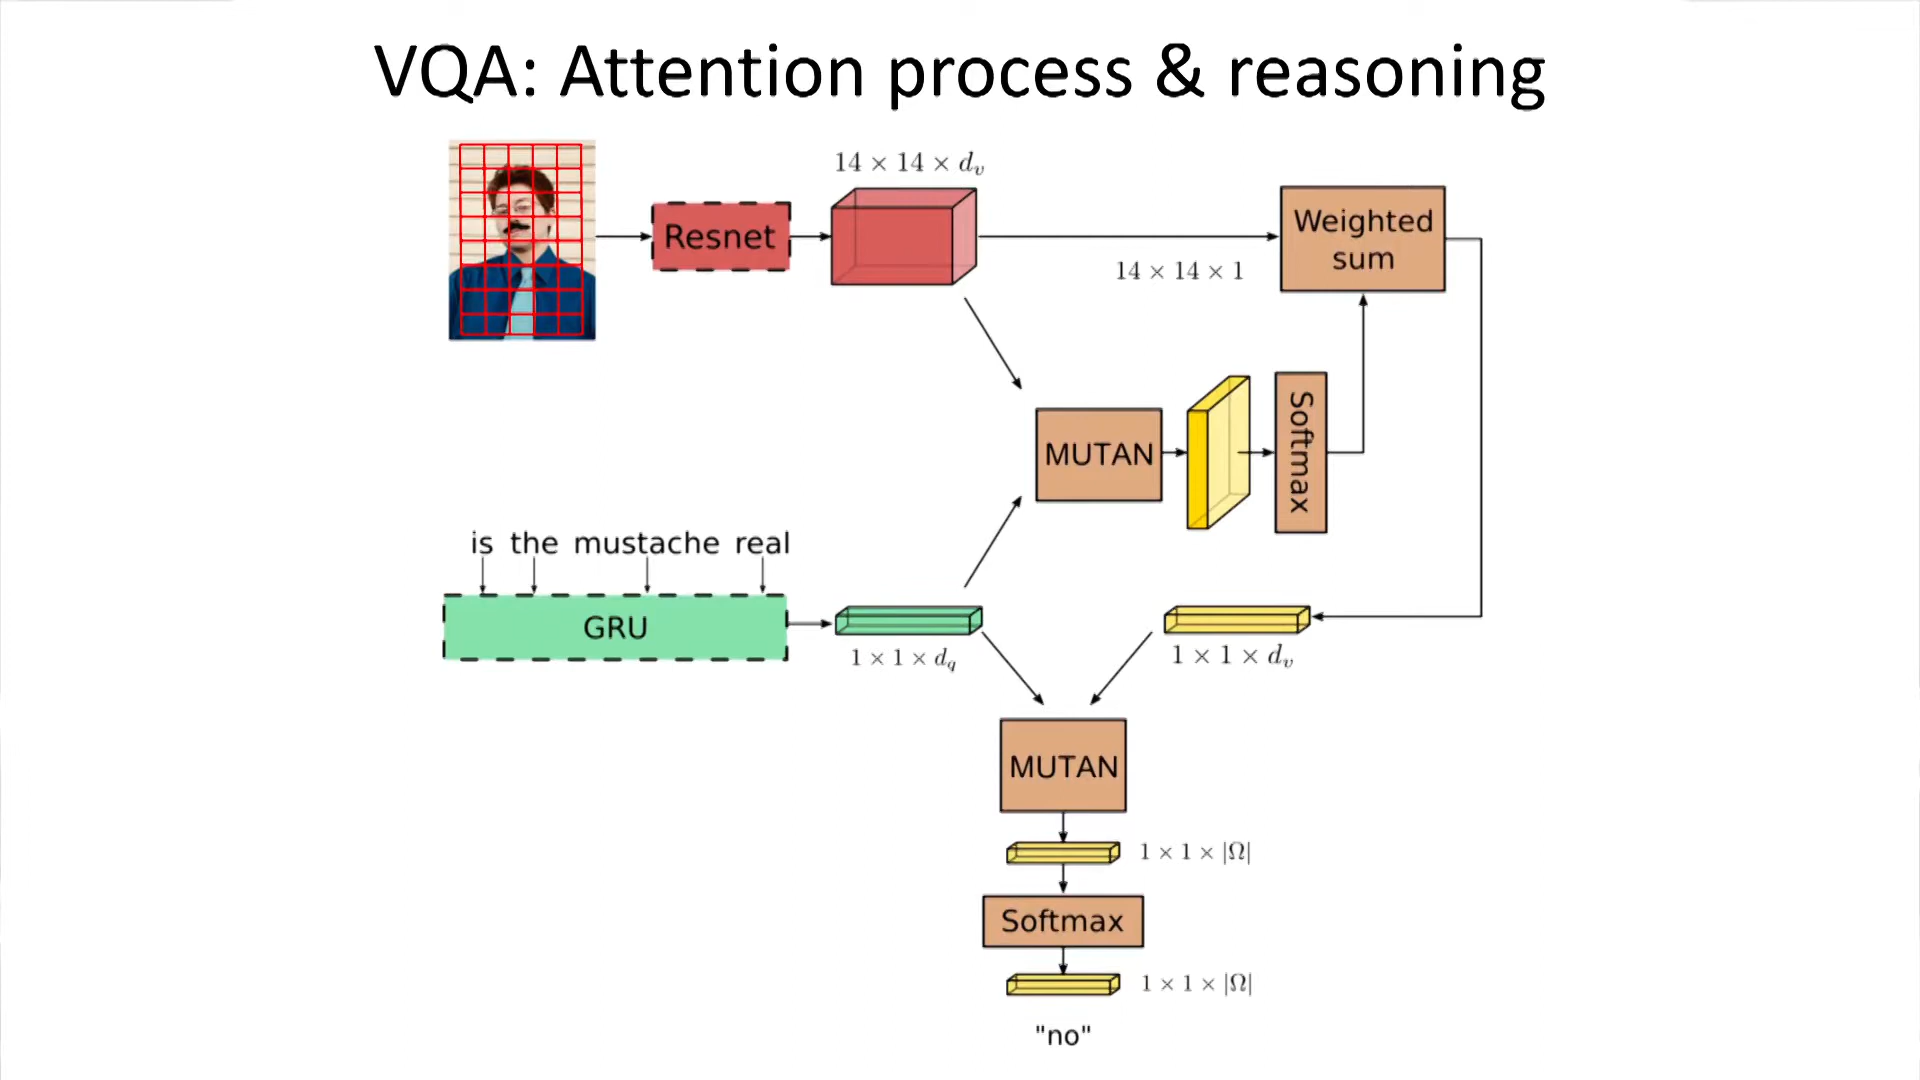 VQA: Attention process & reasoning
14 × 14 × d_v
Resnet
Weighted
sum
14 × 14 × 1
MUTAN
Softmax
is the mustache real
GRU
1 × 1 × d_q
1 × 1 × d_v
MUTAN
1 × 1 × |Ω|
Softmax
1 × 1 × |Ω|
"no"